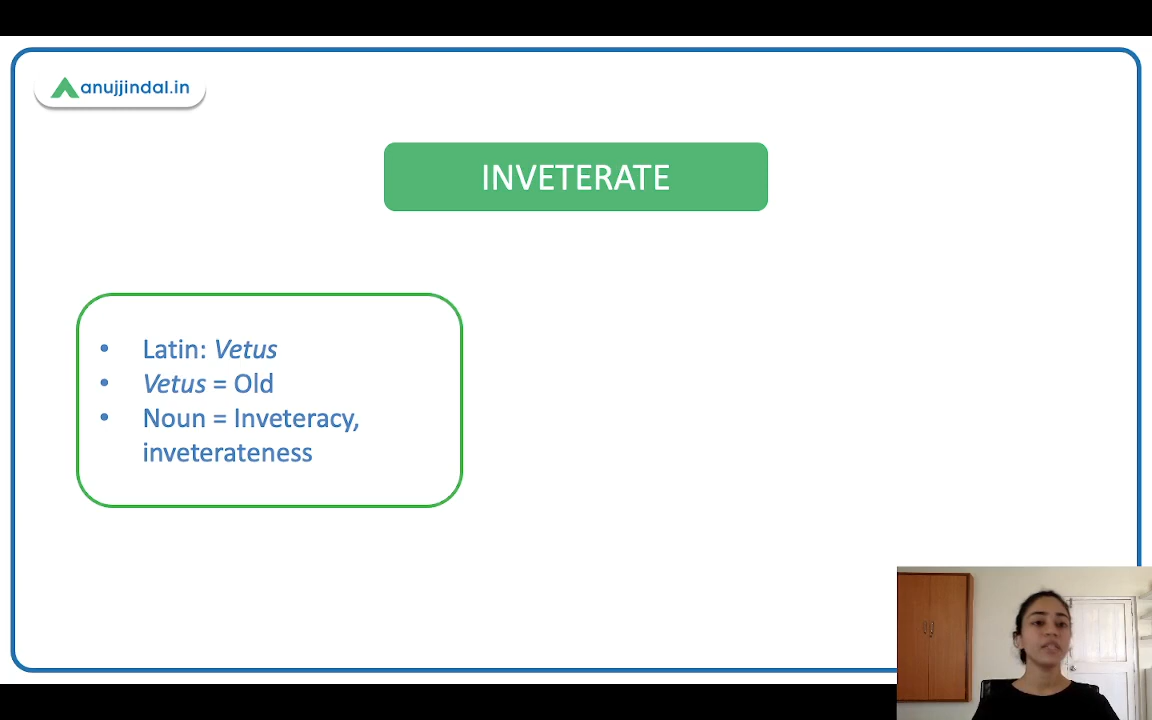 anujjindal.in
INVETERATE
• Latin: Vetus
• Vetus = Old
• Noun = Inveteracy,
inveterateness